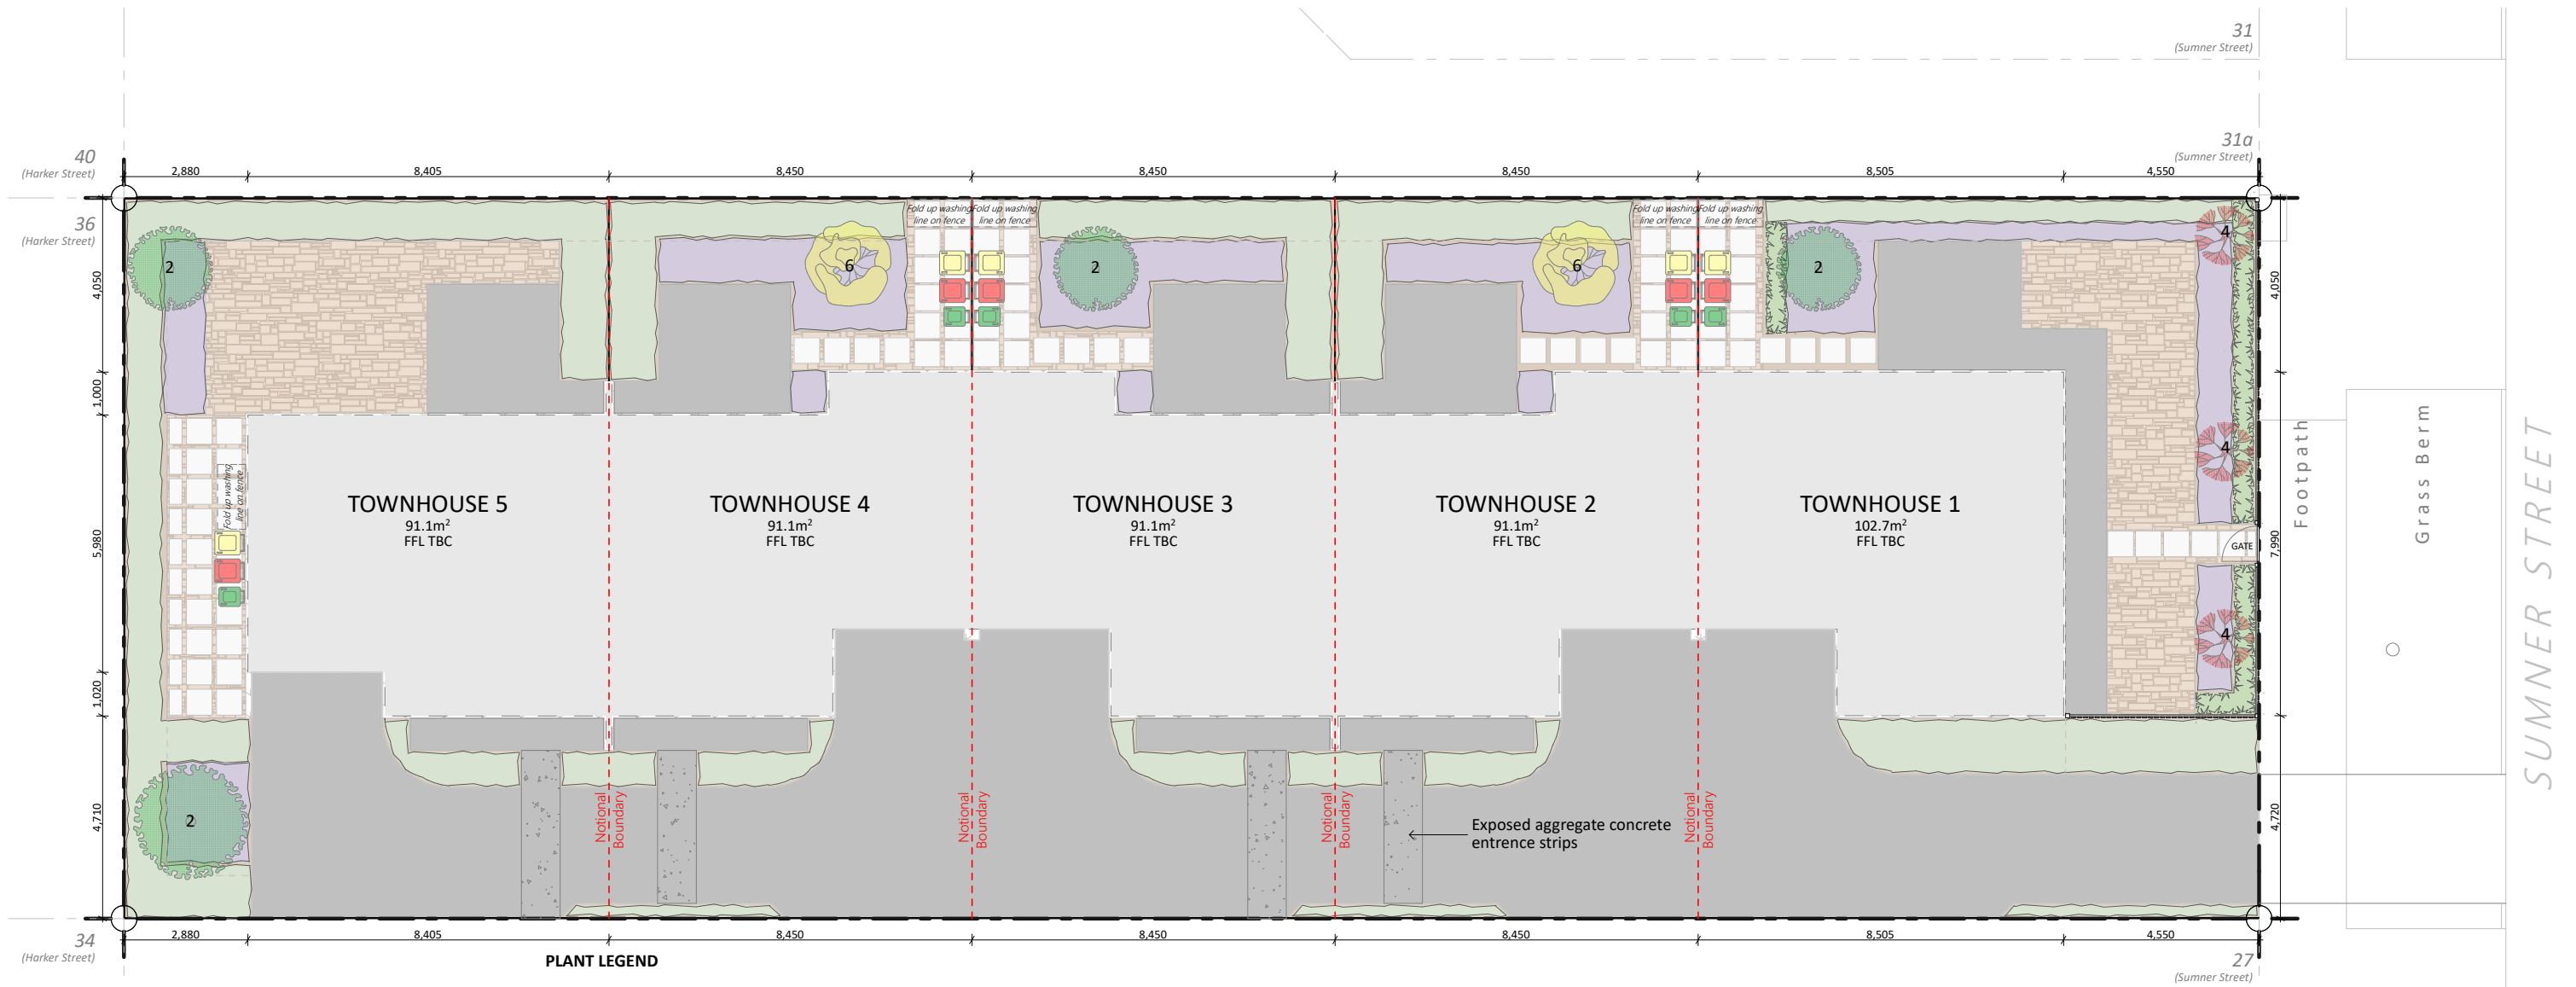 31
(Sumner Street)
40
(Harker Street)
31a
(Sumner Street)
2,880
8,405
8,450
8,450
8,450
8,505
4,550
36
(Harker Street)
Fold up washing
line on fence
Fold up washing
line on fence
Fold up washing
line on fence
Fold up washing
line on fence
2
6
2
6
2
4
4,050
4,050
1,000
4
Fold up washing
line on fence
TOWNHOUSE 5
91.1m²
FFL TBC
TOWNHOUSE 4
91.1m²
FFL TBC
TOWNHOUSE 3
91.1m²
FFL TBC
TOWNHOUSE 2
91.1m²
FFL TBC
TOWNHOUSE 1
102.7m²
FFL TBC
GATE
5,980
7,990
Footpath
Grass Berm
SUMNER STREET
4
1,020
4,710
2
Notional
Boundary
Notional
Boundary
Notional
Boundary
Notional
Boundary
Exposed aggregate concrete
entrence strips
4,720
2,880
8,405
8,450
8,450
8,450
8,505
4,550
34
(Harker Street)
PLANT LEGEND
27
(Sumner Street)